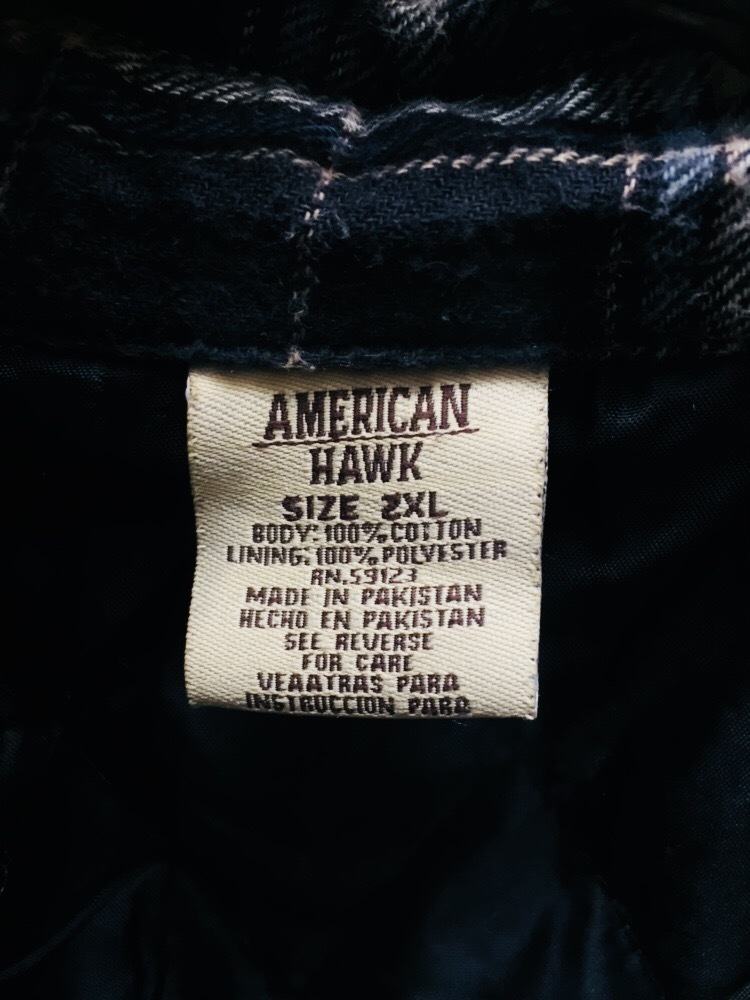 AMERICAN
HAWK
SIZE 2XL
BODY: 100% COTTON
LINING: 100% POLYESTER
RN.59123
MADE IN PAKISTAN
HECHO EN PAKISTAN
SEE REVERSE
FOR CARE
VEAATRAS PARA
INSTRUCCION PARA